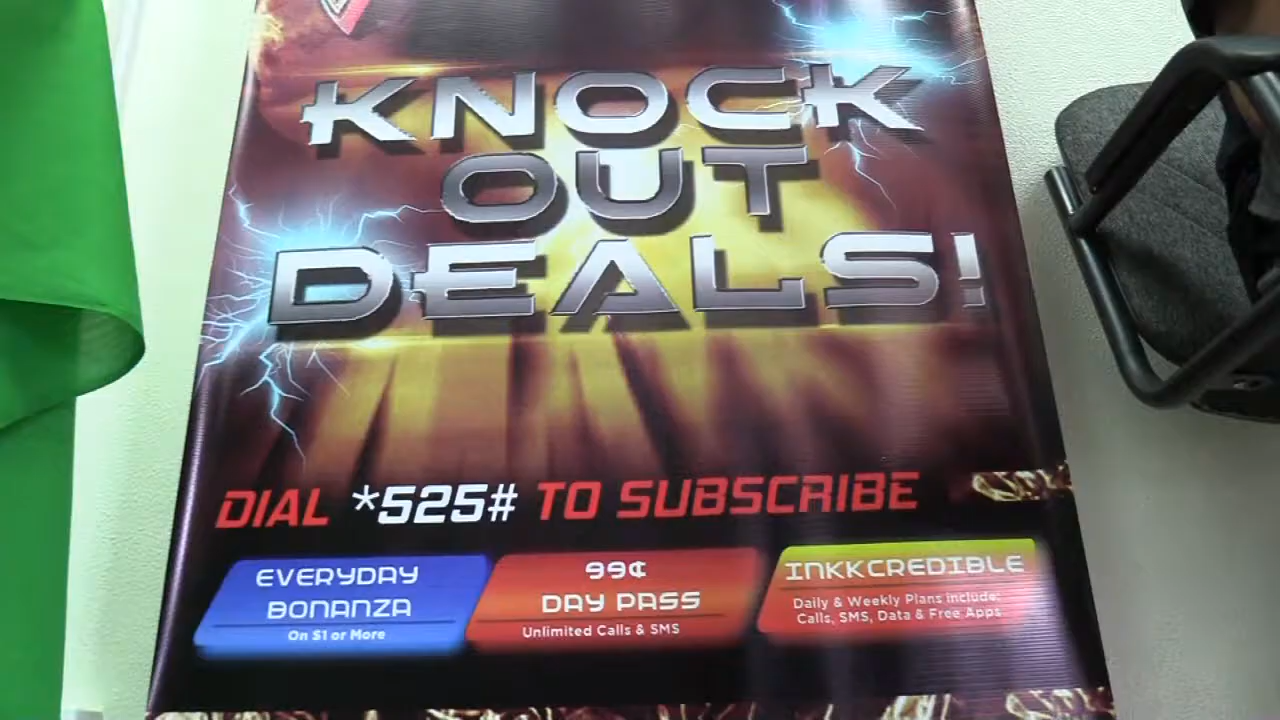 KNOCK
OUT
DEALS!
DIAL *525# TO SUBSCRIBE
EVERYDAY
BONANZA
On $1 or More
99¢
DAY PASS
Unlimited Calls & SMS
INKKCREDIBLE
Daily & Weekly Plans include:
Calls, SMS, Data & Free Apps